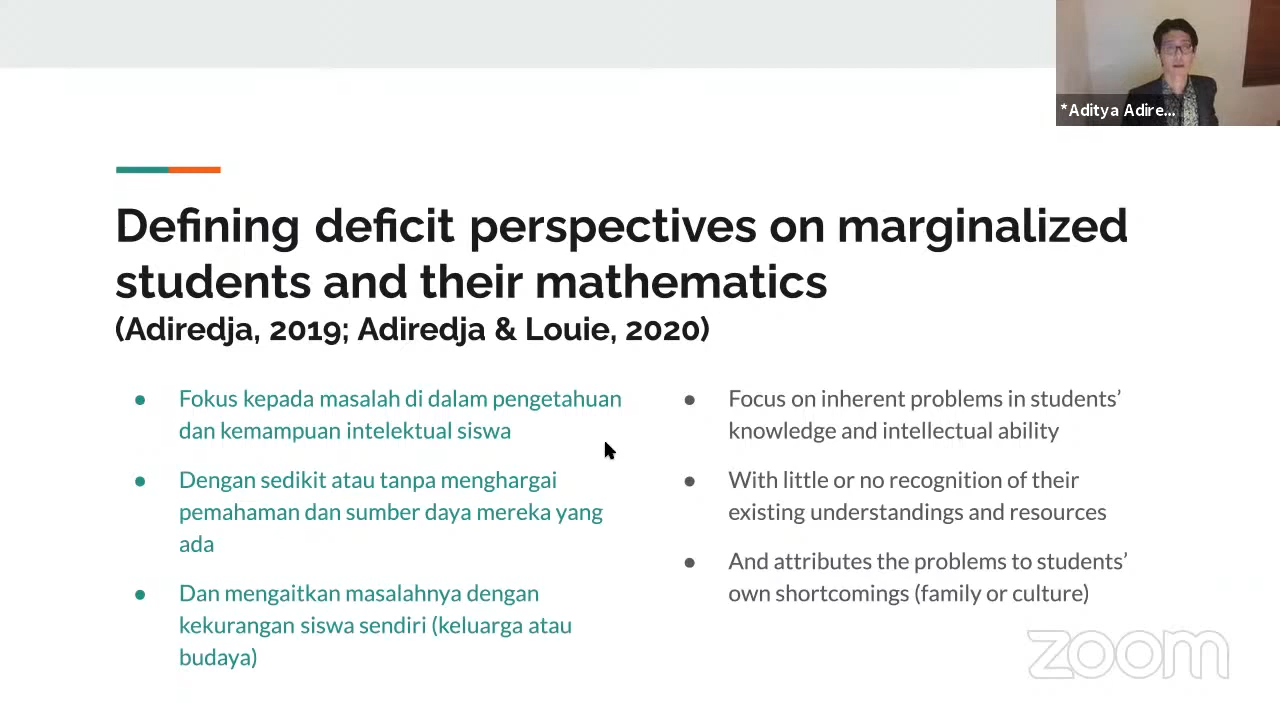 *Aditya Adire...
Defining deficit perspectives on marginalized
students and their mathematics
(Adiredja, 2019; Adiredja & Louie, 2020)
● Fokus kepada masalah di dalam pengetahuan
dan kemampuan intelektual siswa
● Dengan sedikit atau tanpa menghargai
pemahaman dan sumber daya mereka yang
ada
● Dan mengaitkan masalahnya dengan
kekurangan siswa sendiri (keluarga atau
budaya)
● Focus on inherent problems in students’
knowledge and intellectual ability
● With little or no recognition of their
existing understandings and resources
● And attributes the problems to students’
own shortcomings (family or culture)
zoom